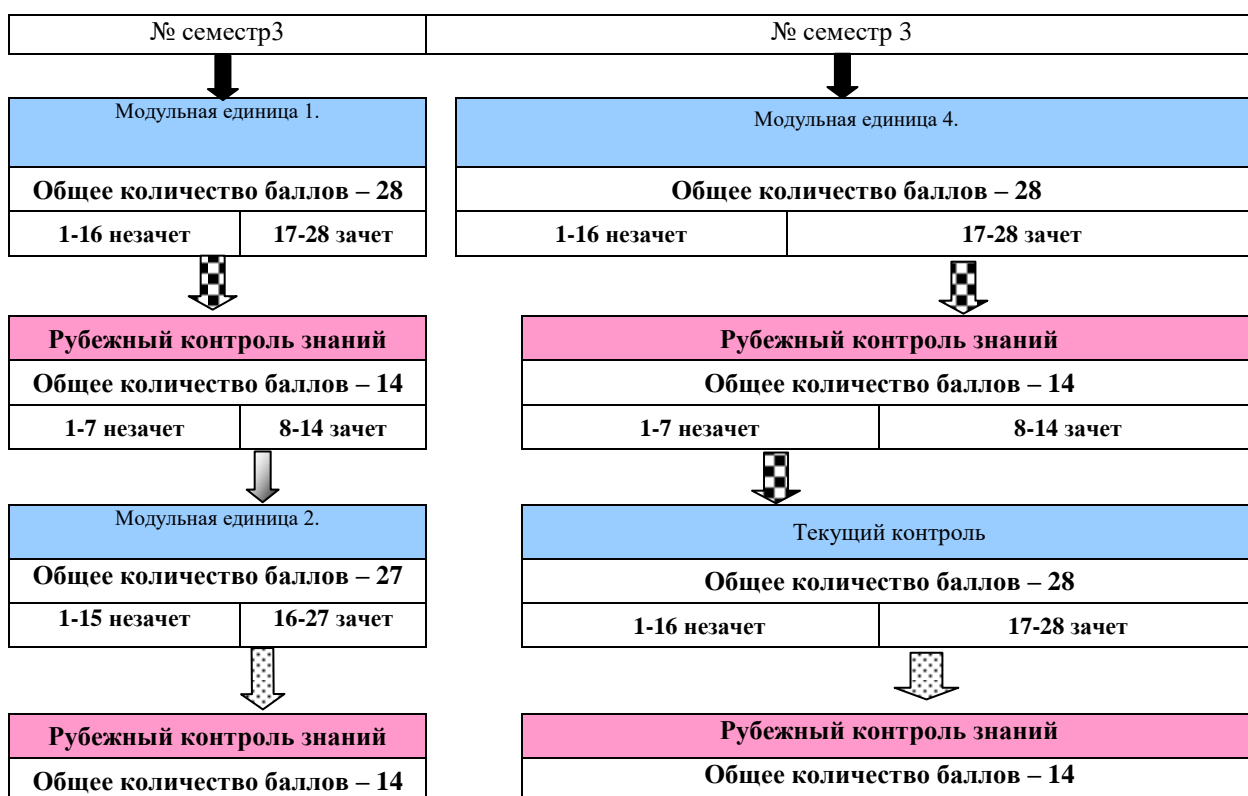 № семестр3
№ семестр 3
Модульная единица 1.
Модульная единица 4.
Общее количество баллов – 28
Общее количество баллов – 28
1-16 незачет 17-28 зачет
1-16 незачет 17-28 зачет
Рубежный контроль знаний
Рубежный контроль знаний
Общее количество баллов – 14
Общее количество баллов – 14
1-7 незачет 8-14 зачет
1-7 незачет 8-14 зачет
Модульная единица 2.
Текущий контроль
Общее количество баллов – 27
Общее количество баллов – 28
1-15 незачет 16-27 зачет
1-16 незачет 17-28 зачет
Рубежный контроль знаний
Рубежный контроль знаний
Общее количество баллов – 14
Общее количество баллов – 14